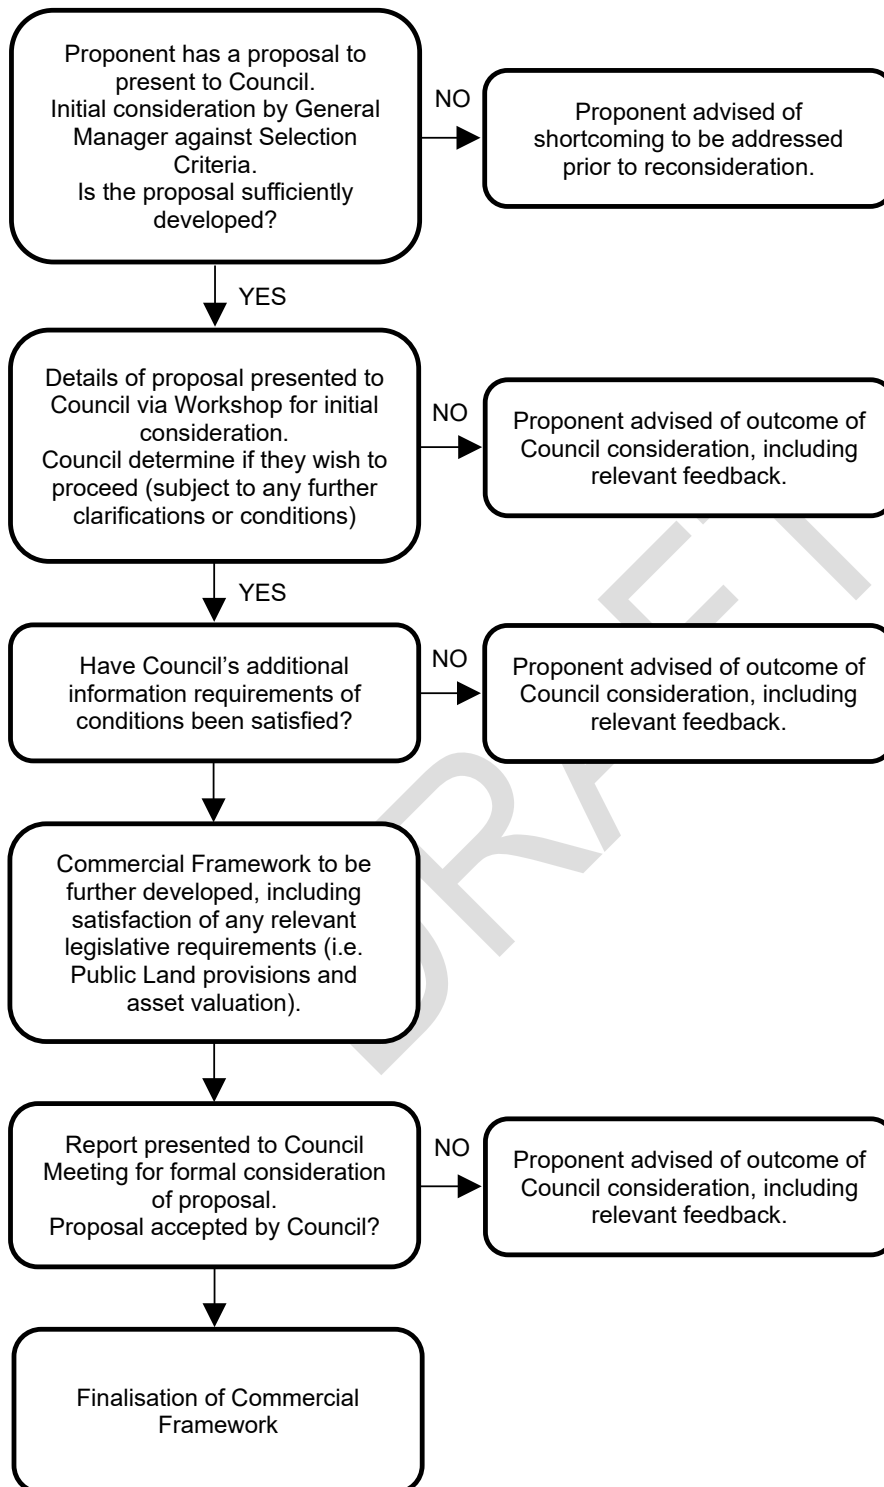 Proponent has a proposal to
present to Council.
Initial consideration by General
Manager against Selection
Criteria.
Is the proposal sufficiently
developed?
NO
Proponent advised of
shortcoming to be addressed
prior to reconsideration.
YES
Details of proposal presented to
Council via Workshop for initial
consideration.
Council determine if they wish to
proceed (subject to any further
clarifications or conditions)
NO
Proponent advised of outcome of
Council consideration, including
relevant feedback.
YES
Have Council’s additional
information requirements of
conditions been satisfied?
NO
Proponent advised of outcome of
Council consideration, including
relevant feedback.
Commercial Framework to be
further developed, including
satisfaction of any relevant
legislative requirements (i.e.
Public Land provisions and
asset valuation).
Report presented to Council
Meeting for formal consideration
of proposal.
Proposal accepted by Council?
NO
Proponent advised of outcome of
Council consideration, including
relevant feedback.
Finalisation of Commercial
Framework
DRAFT